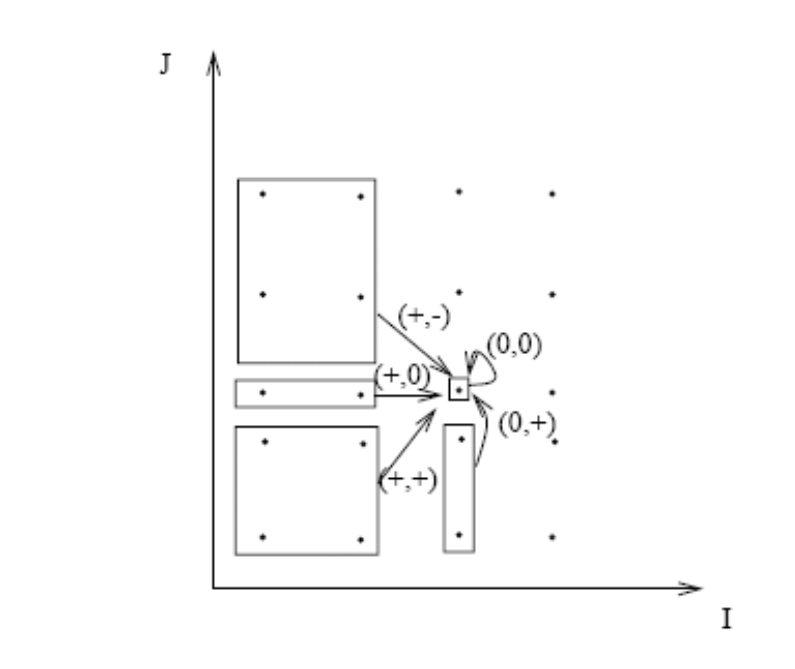 J
(+,-)
(0,0)
(+,0)
(0,+)
(+,+)
I